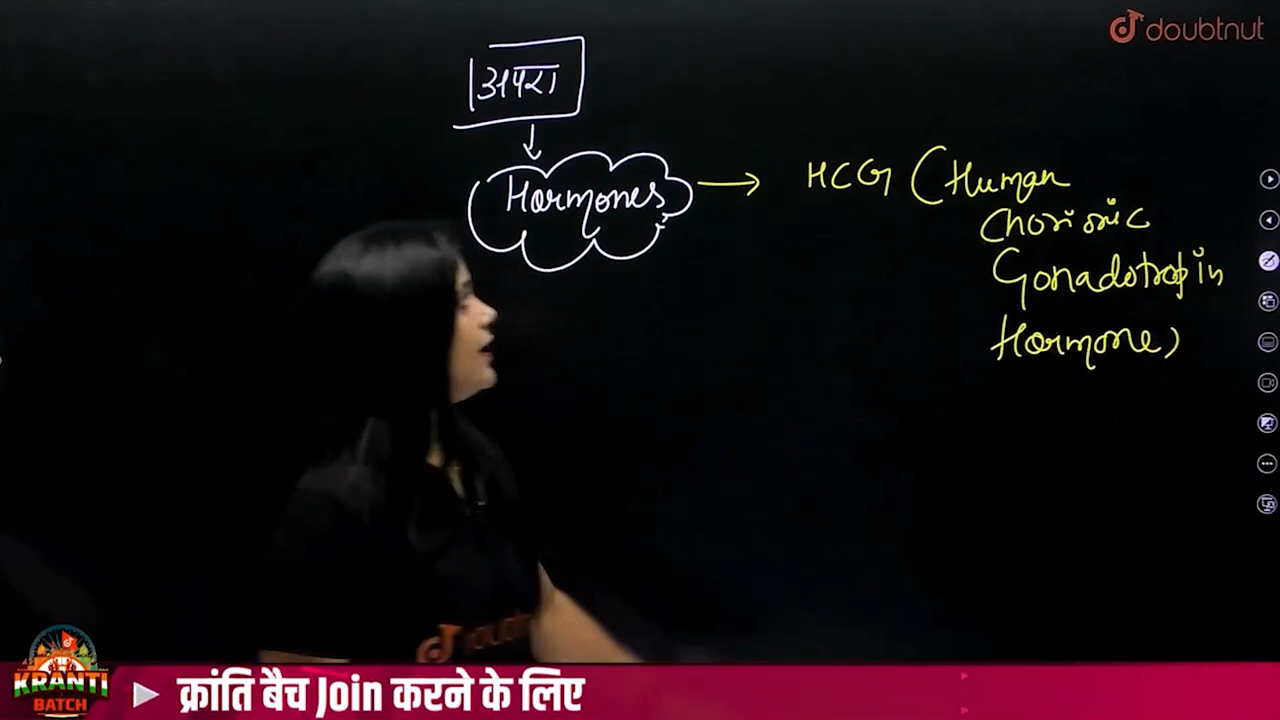 doubtnut
अपरा
Hormones
HCG (Human
Chorionic
Gonadotropin
Hormone)
KRANTI
BATCH
क्रांति बैच Join करने के लिए